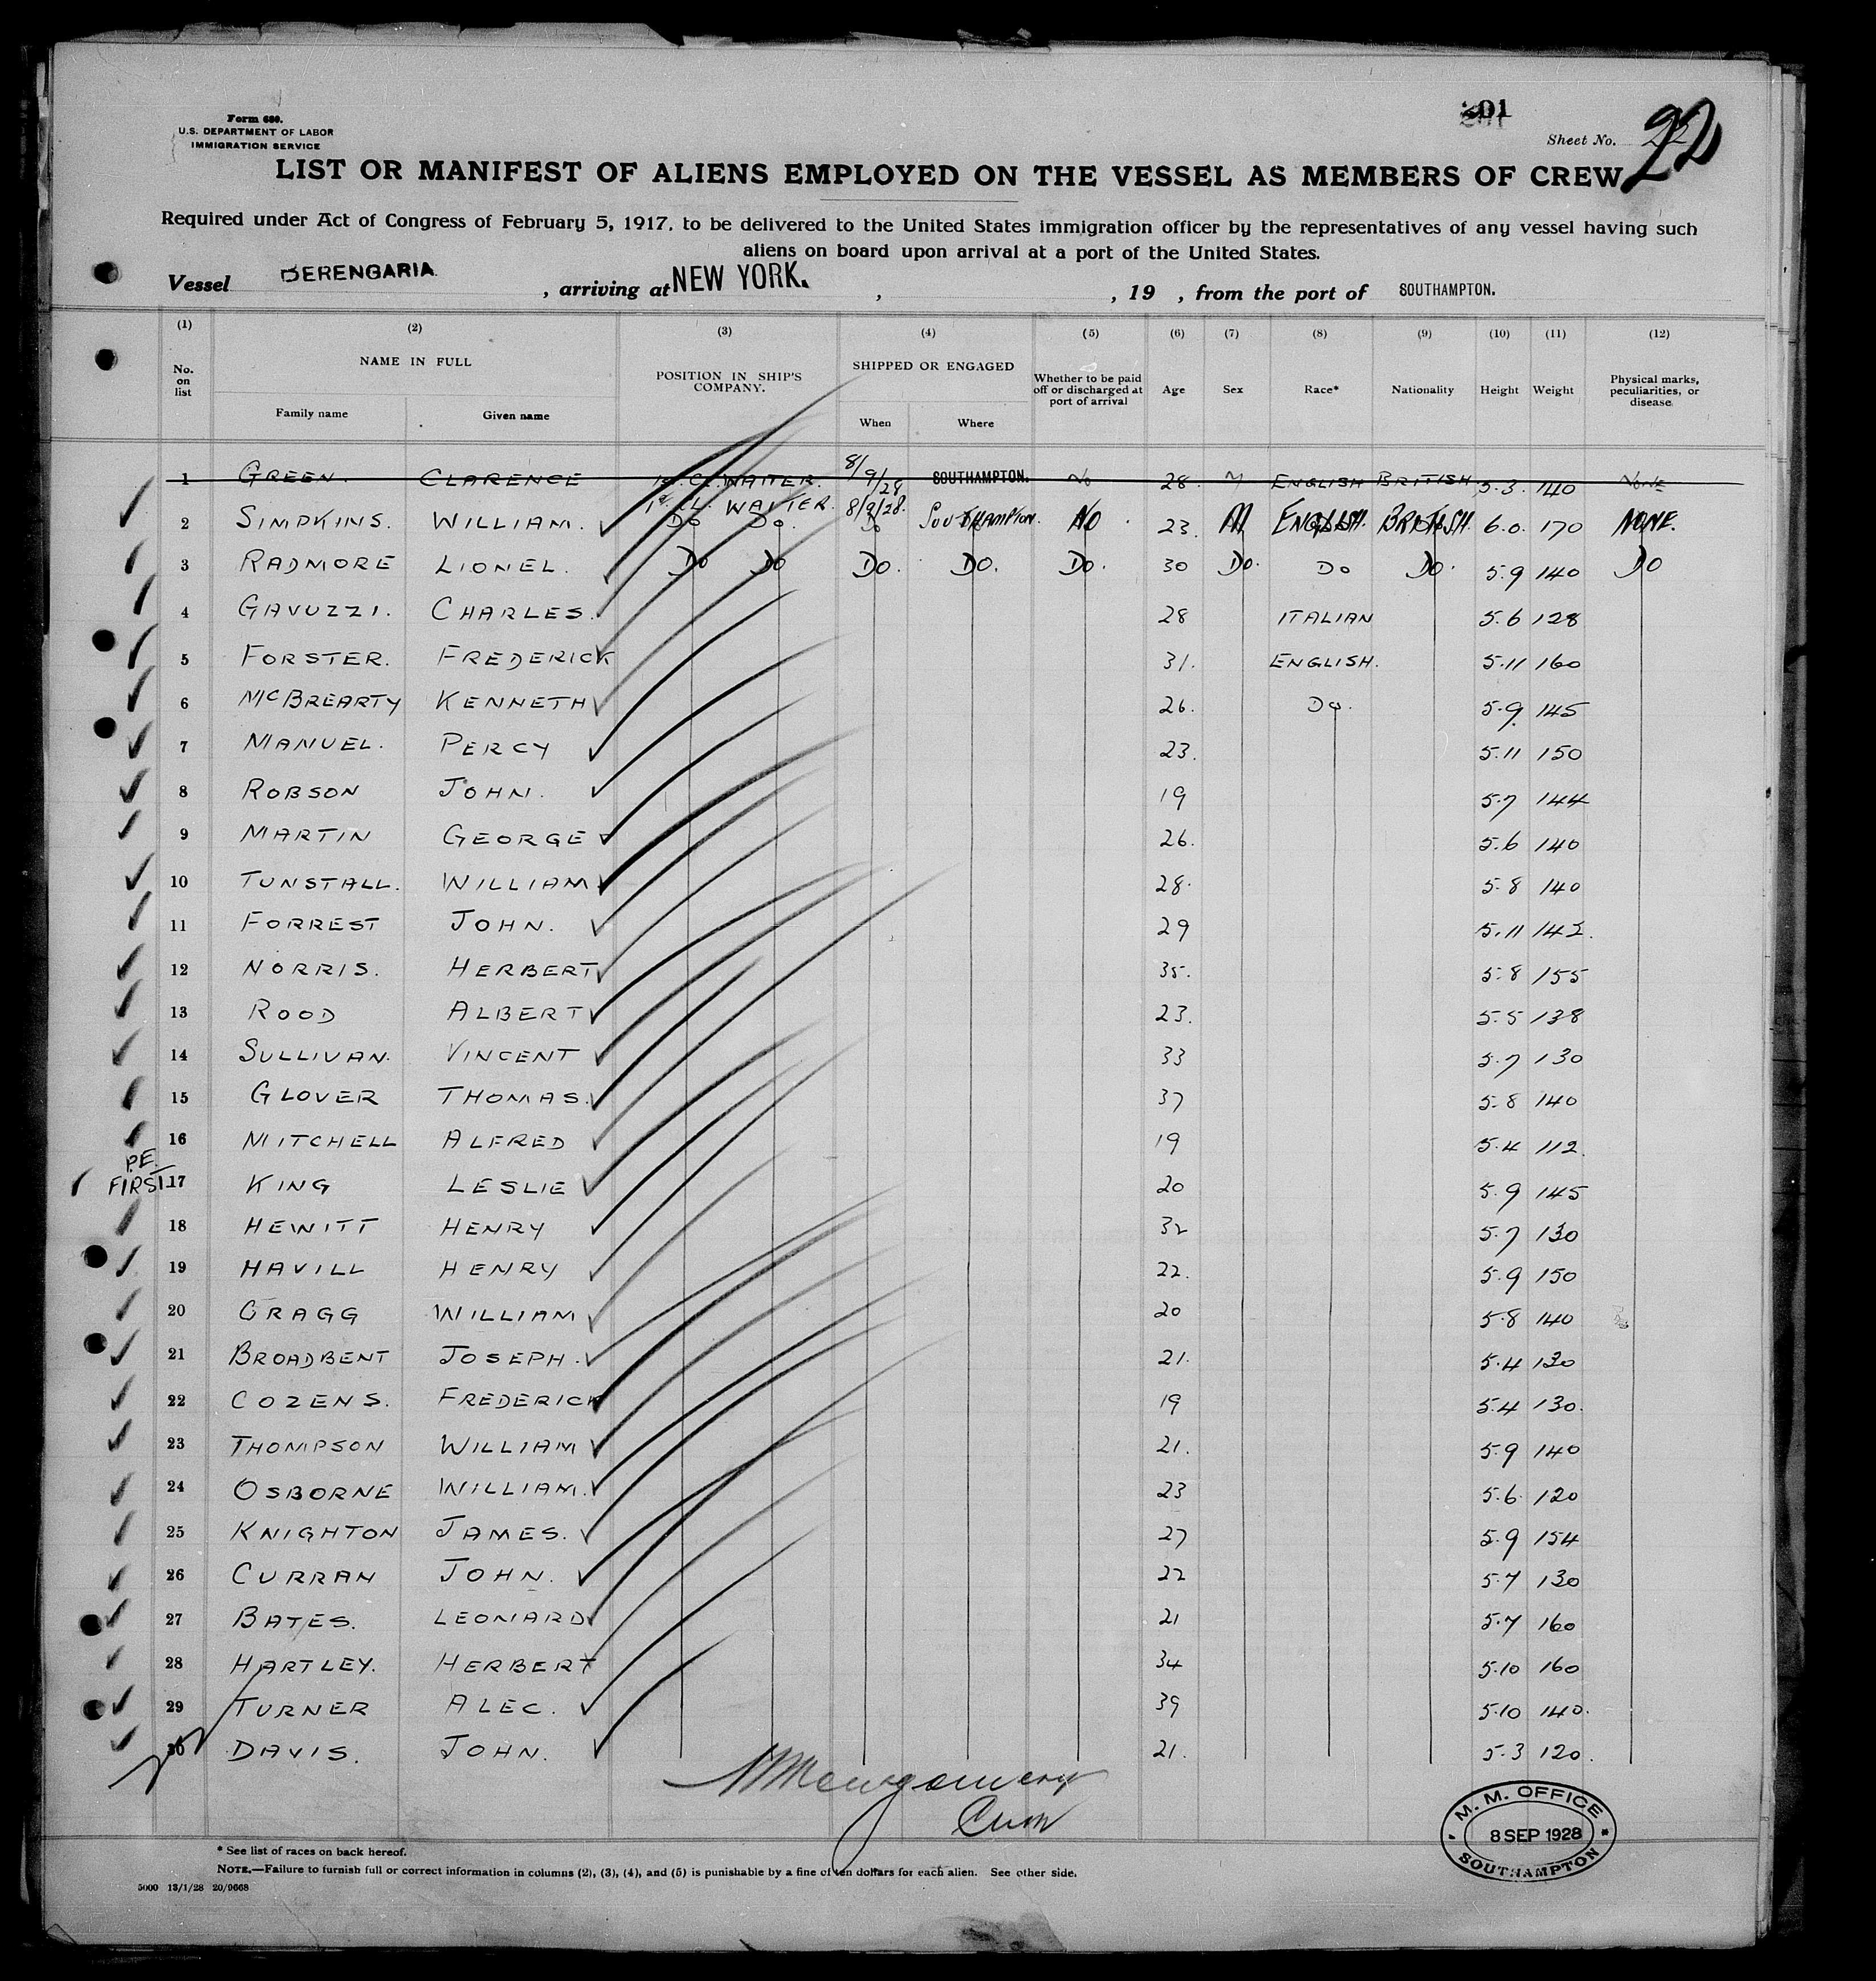 Form 680.
U.S. DEPARTMENT OF LABOR
IMMIGRATION SERVICE
201
Sheet No. 22
LIST OR MANIFEST OF ALIENS EMPLOYED ON THE VESSEL AS MEMBERS OF CREW
Required under Act of Congress of February 5, 1917, to be delivered to the United States immigration officer by the representatives of any vessel having such
aliens on board upon arrival at a port of the United States.
Vessel BERENGARIA , arriving at NEW YORK. , , 19 , from the port of SOUTHAMPTON.
(1) (2) (3) (4) (5) (6) (7) (8) (9) (10) (11) (12)
No. on list NAME IN FULL Family name Given name POSITION IN SHIP'S COMPANY. SHIPPED OR ENGAGED When Where Whether to be paid off or discharged at port of arrival Age Sex Race* Nationality Height Weight Physical marks, peculiarities, or disease
1 GREEN. CLARENCE WAITER. 8/9/28 SOUTHAMPTON. No 28. M ENGLISH BRITISH 5.3. 140 NONE
2 SIMPKINS. WILLIAM. 1st CL. WAITER. Do Do. 8/9/28. Do SOUTHAMPTON. NO 23. M ENGLISH. BRITISH. 6.0. 170 NONE.
3 RADMORE LIONEL. Do Do Do. Do. Do. 30 Do. Do Do. 5.9 140 Do
4 GAVUZZI. CHARLES. 28 ITALIAN 5.6 128
5 FORSTER. FREDERICK 31. ENGLISH. 5.11 160
6 McBREARTY KENNETH 26. Do. 5.9. 145
7 MANUEL. PERCY 23. 5.11 150
8 ROBSON JOHN. 19 5.7 144
9 MARTIN GEORGE 26. 5.6 140
10 TUNSTALL. WILLIAM 28. 5.8 140
11 FORREST JOHN. 29 5.11
12 NORRIS. HERBERT 35. 5.8 155
13 ROOD ALBERT 23. 5.5 138
14 SULLIVAN. VINCENT 33 5.7 130
15 GLOVER THOMAS. 37 5.8 140
16 MITCHELL ALFRED 19 5.4 112.
P.E.
FIRST. 17 KING LESLIE 20 5.9 145
18 HEWITT HENRY 32 5.7 130
19 HAVILL HENRY 22. 5.9 150
20 CRAGG WILLIAM 20 5.8 140
21 BROADBENT JOSEPH. 21. 5.4 130
22 COZENS. FREDERICK 19 5.4 130.
23 THOMPSON WILLIAM 21. 5.9 140
24 OSBORNE WILLIAM. 23 5.6. 120
25 KNIGHTON JAMES. 27 5.9 154
26 CURRAN JOHN. 22 5.7 130
27 BATES. LEONARD 21 5.7 160
28 HARTLEY. HERBERT 34 5.10 160
29 TURNER ALEC. 39 5.10 140.
30 DAVIS. JOHN. 21. 5.3 120.
M. M. OFFICE
8 SEP 1928
SOUTHAMPTON
* See list of races on back hereof.
NOTE.—Failure to furnish full or correct information in columns (2), (3), (4), and (5) is punishable by a fine of ten dollars for each alien. See other side.
5000 13/1/28 20/9668